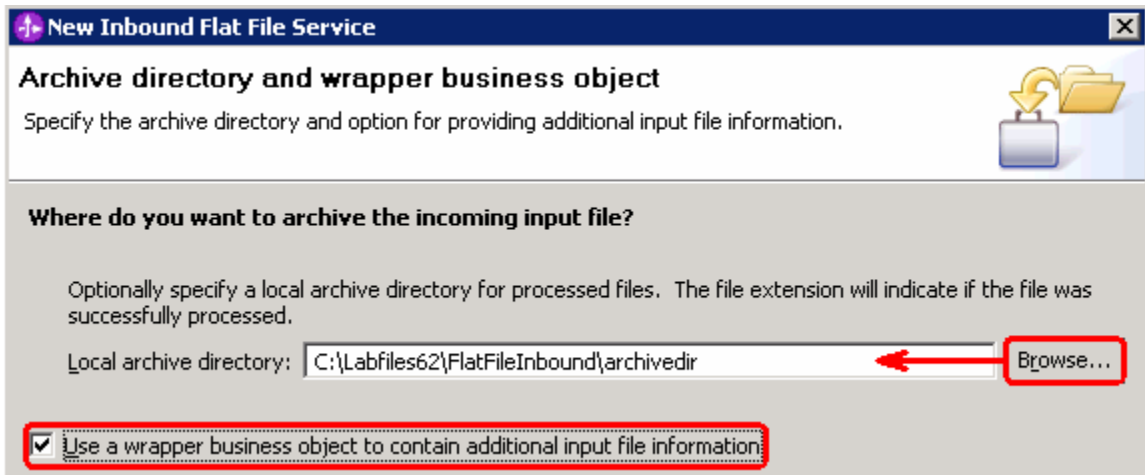 New Inbound Flat File Service
Archive directory and wrapper business object
Specify the archive directory and option for providing additional input file information.
Where do you want to archive the incoming input file?
Optionally specify a local archive directory for processed files.  The file extension will indicate if the file was
successfully processed.
Local archive directory: C:\Labfiles62\FlatFileInbound\archivedir Browse...
Use a wrapper business object to contain additional input file information